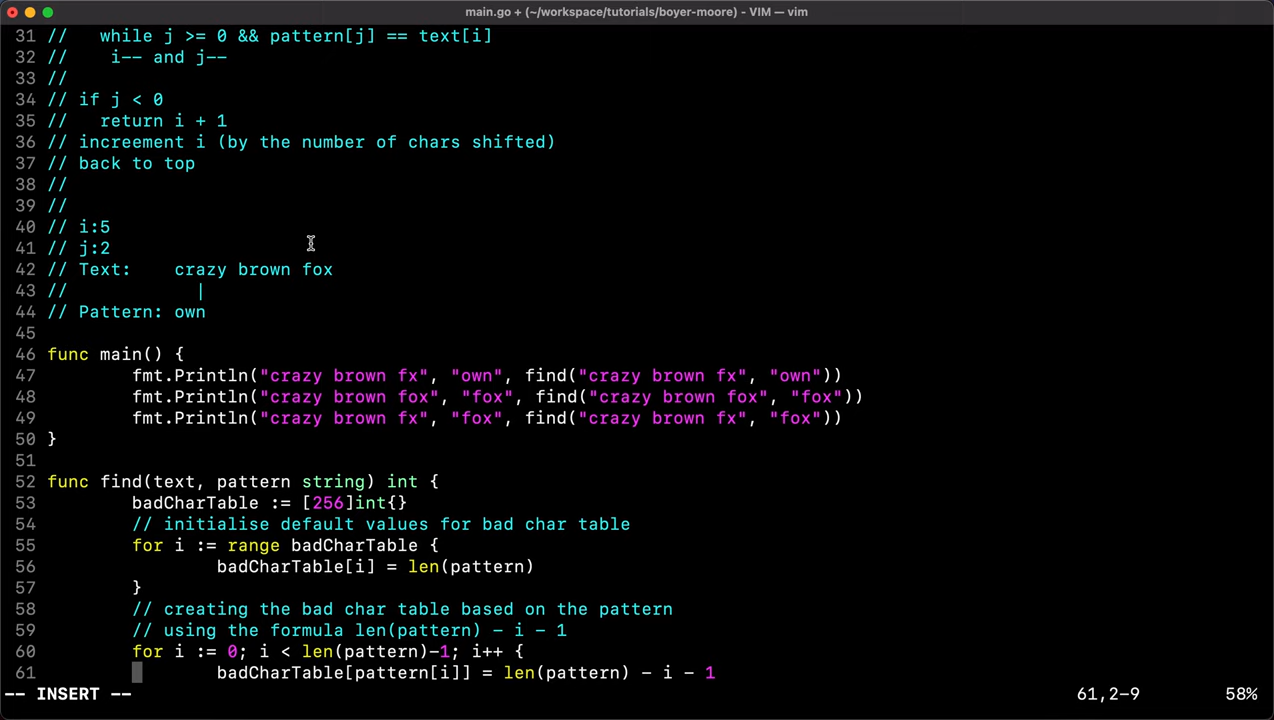 main.go + (~/workspace/tutorials/boyer-moore) - VIM — vim
31 //   while j >= 0 && pattern[j] == text[i]
32 //    i-- and j--
33 //
34 // if j < 0
35 //   return i + 1
36 // increement i (by the number of chars shifted)
37 // back to top
38 //
39 //
40 // i:5
41 // j:2
42 // Text:    crazy brown fox
43 //            |
44 // Pattern: own
45
46 func main() {
47         fmt.Println("crazy brown fx", "own", find("crazy brown fx", "own"))
48         fmt.Println("crazy brown fox", "fox", find("crazy brown fox", "fox"))
49         fmt.Println("crazy brown fx", "fox", find("crazy brown fx", "fox"))
50 }
51
52 func find(text, pattern string) int {
53         badCharTable := [256]int{}
54         // initialise default values for bad char table
55         for i := range badCharTable {
56                 badCharTable[i] = len(pattern)
57         }
58         // creating the bad char table based on the pattern
59         // using the formula len(pattern) - i - 1
60         for i := 0; i < len(pattern)-1; i++ {
61                 badCharTable[pattern[i]] = len(pattern) - i - 1
-- INSERT --                    61,2-9        58%